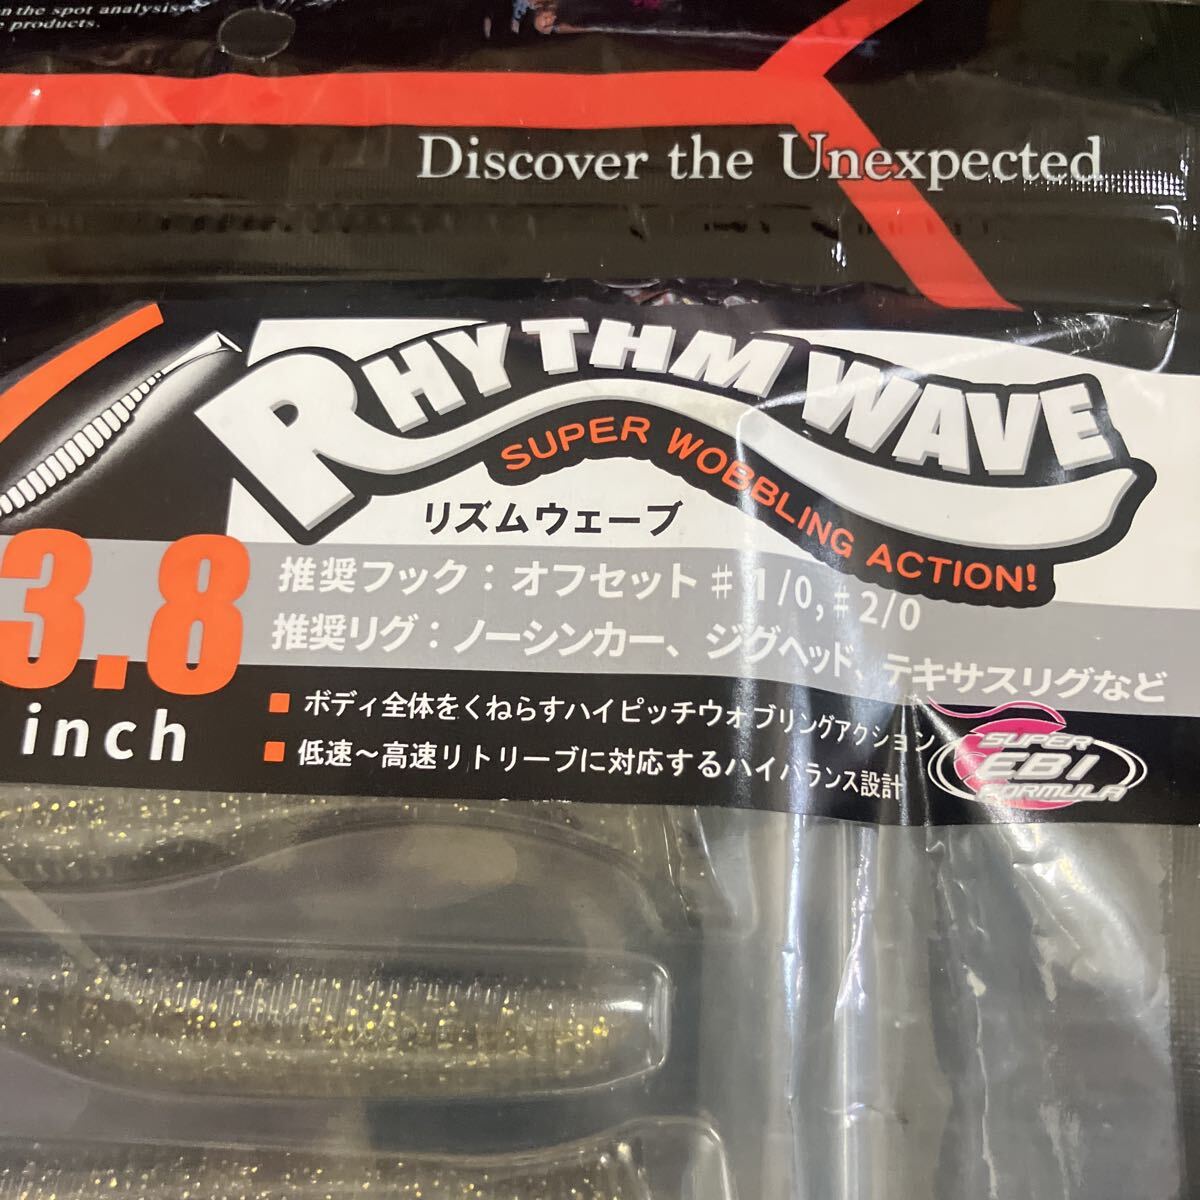 n the spot analysises
e products.
Discover the Unexpected
RHYTHM WAVE
SUPER WOBBLING ACTION!
リズムウェーブ
3.8
inch
推奨フック：オフセット ♯1/0,♯2/0
推奨リグ：ノーシンカー、ジグヘッド、テキサスリグなど
■ ボディ全体をくねらすハイピッチウォブリングアクション
■ 低速～高速リトリーブに対応するハイバランス設計
SUPER
EBI
FORMULA